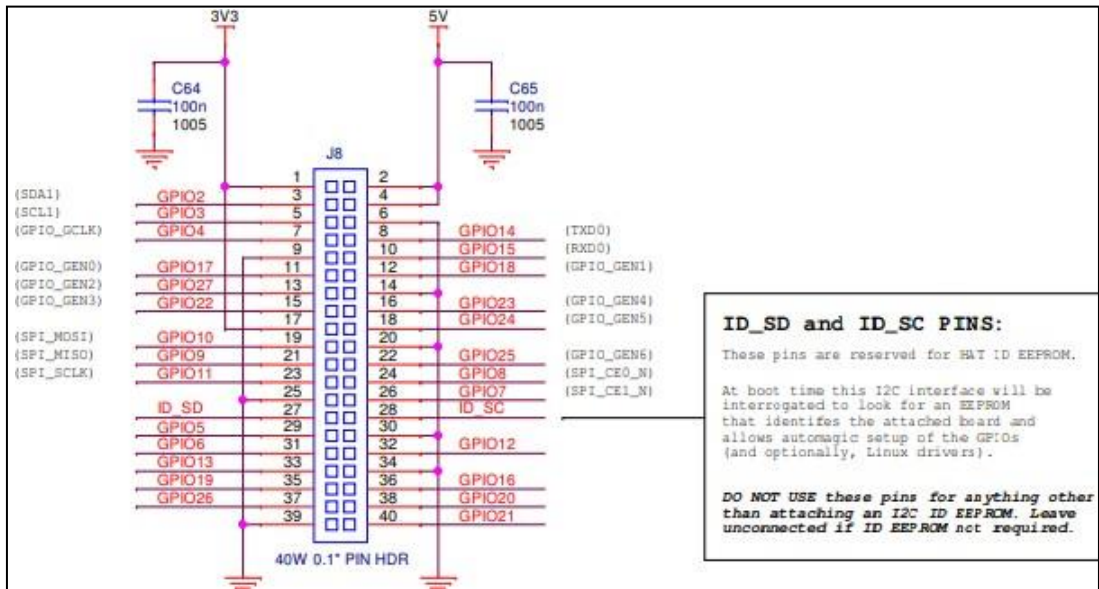 3V3 5V
C64 C65
100n 100n
1005 1005
J8
1 2
(SDA1) GPIO2 3 4
(SCL1) GPIO3 5 6
(GPIO_GCLK) GPIO4 7 8 GPIO14 (TXD0)
9 10 GPIO15 (RXD0)
(GPIO_GEN0) GPIO17 11 12 GPIO18 (GPIO_GEN1)
(GPIO_GEN2) GPIO27 13 14
(GPIO_GEN3) GPIO22 15 16 GPIO23 (GPIO_GEN4)
17 18 GPIO24 (GPIO_GEN5)
(SPI_MOSI) GPIO10 19 20
(SPI_MISO) GPIO9 21 22 GPIO25 (GPIO_GEN6)
(SPI_SCLK) GPIO11 23 24 GPIO8 (SPI_CE0_N)
25 26 GPIO7 (SPI_CE1_N)
ID_SD 27 28 ID_SC
GPIO5 29 30
GPIO6 31 32 GPIO12
GPIO13 33 34
GPIO19 35 36 GPIO16
GPIO26 37 38 GPIO20
39 40 GPIO21
40W 0.1" PIN HDR
ID_SD and ID_SC PINS:
These pins are reserved for HAT ID EEPROM.
At boot time this I2C interface will be
interrogated to look for an EEPROM
that identifes the attached board and
allows automagic setup of the GPIOs
(and optionally, Linux drivers).
DO NOT USE these pins for anything other
than attaching an I2C ID EEPROM. Leave
unconnected if ID EEPROM not required.